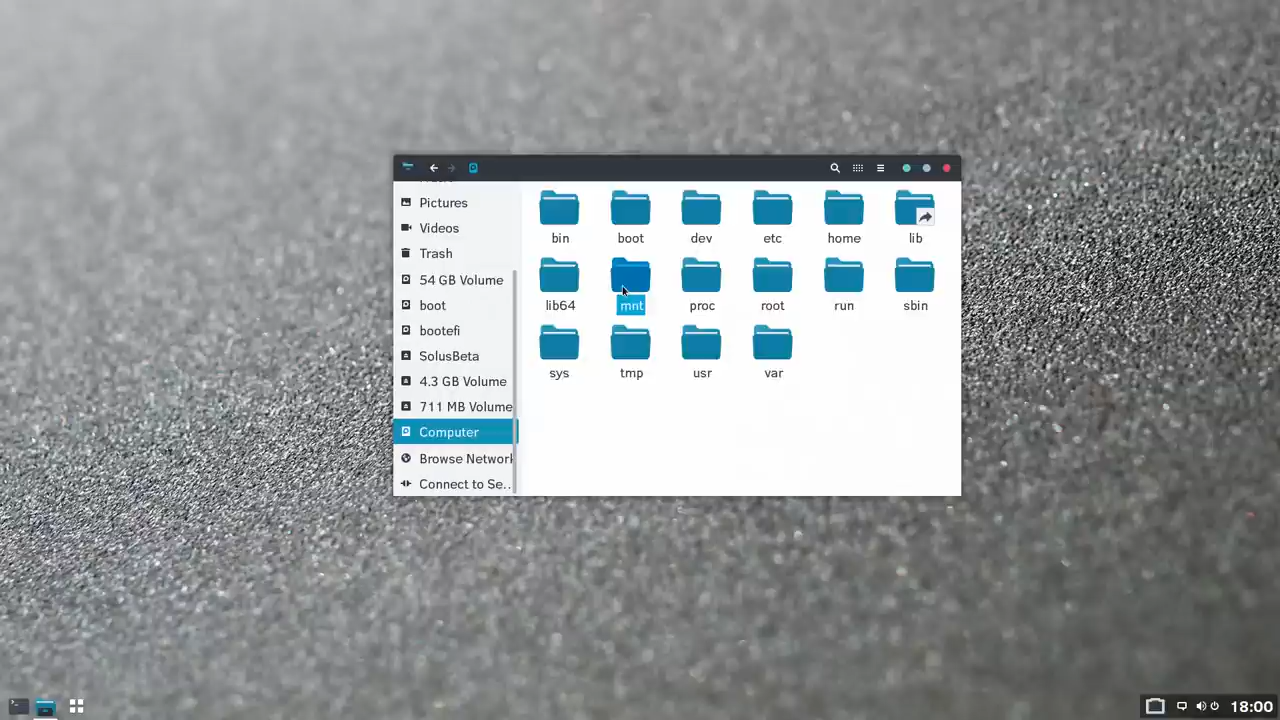 Pictures
Videos
Trash
54 GB Volume
boot
bootefi
SolusBeta
4.3 GB Volume
711 MB Volume
Computer
Browse Network
Connect to Se...
bin boot dev etc home lib
lib64 mnt proc root run sbin
sys tmp usr var
18:00